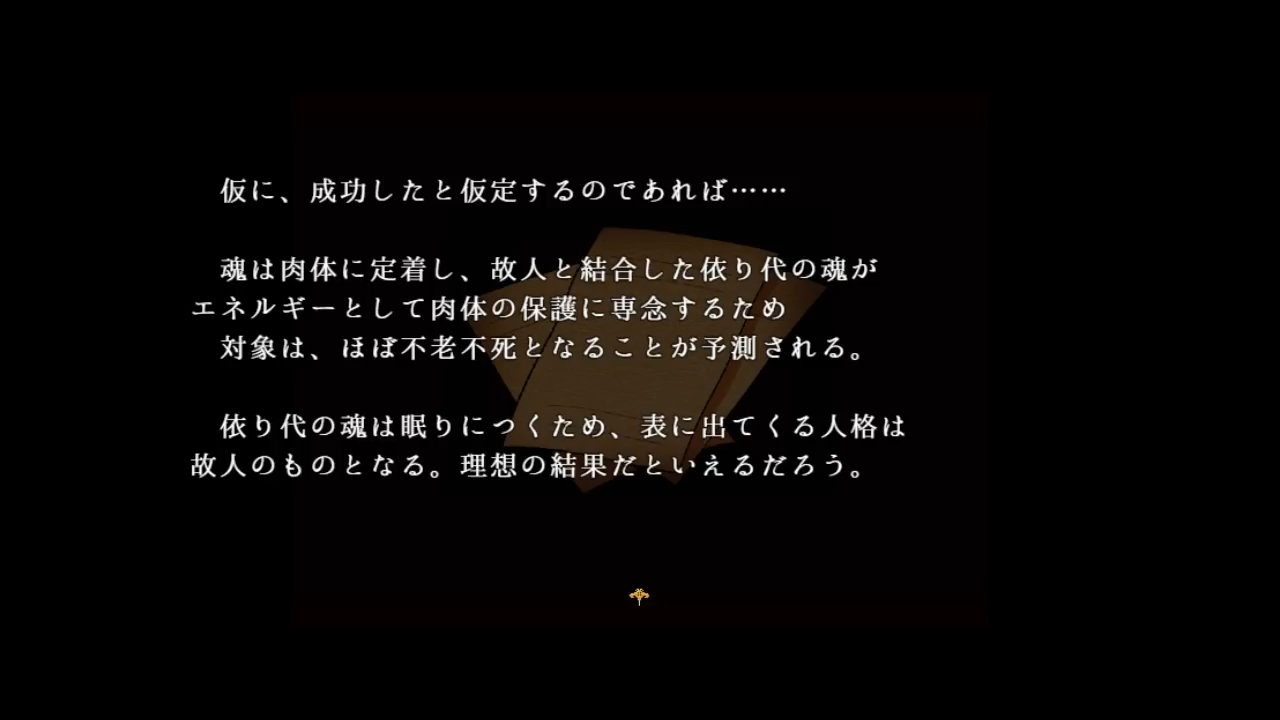 仮に、成功したと仮定するのであれば……
魂は肉体に定着し、故人と結合した依り代の魂が
エネルギーとして肉体の保護に専念するため
対象は、ほぼ不老不死となることが予測される。
依り代の魂は眠りにつくため、表に出てくる人格は
故人のものとなる。理想の結果だといえるだろう。